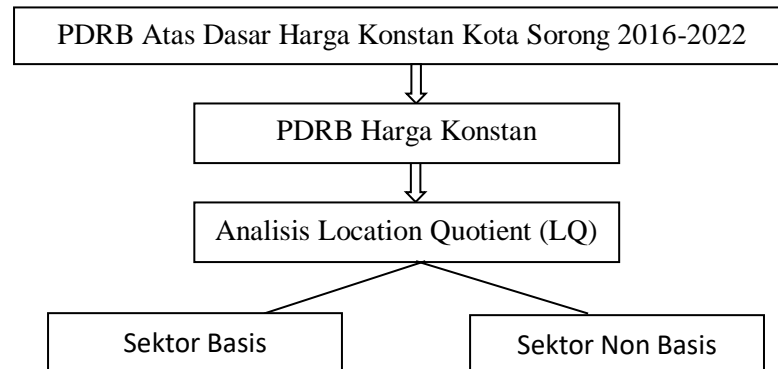 PDRB Atas Dasar Harga Konstan Kota Sorong 2016-2022
PDRB Harga Konstan
Analisis Location Quotient (LQ)
Sektor Basis
Sektor Non Basis